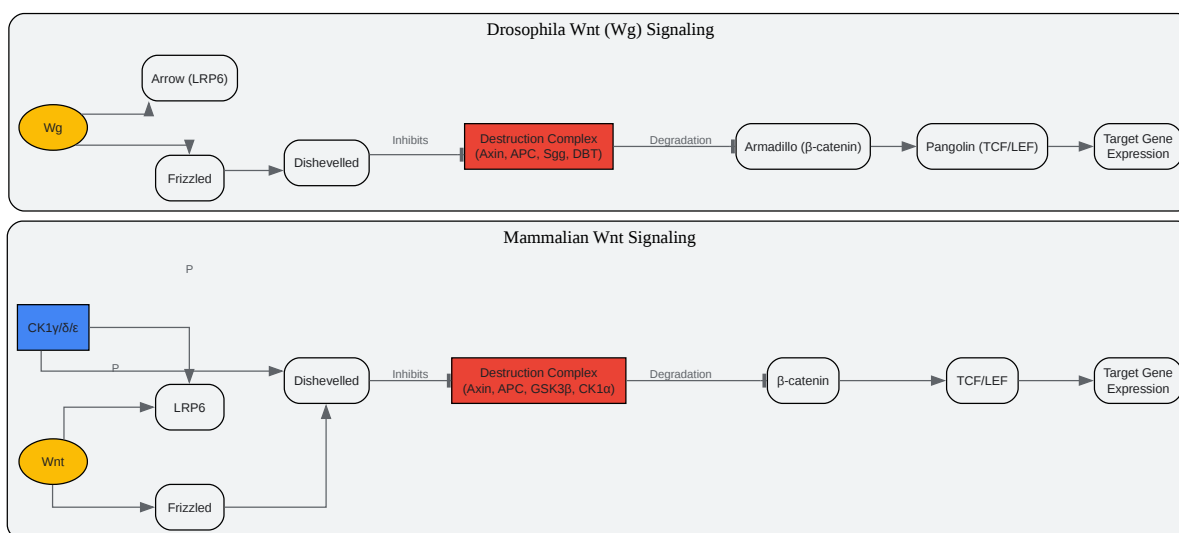 Drosophila Wnt (Wg) Signaling
Arrow (LRP6)
Wg
Frizzled
Dishevelled
Inhibits
Destruction Complex
(Axin, APC, Sgg, DBT)
Degradation
Armadillo (β-catenin)
Pangolin (TCF/LEF)
Target Gene
Expression
Mammalian Wnt Signaling
P
CK1γ/δ/ε
P
LRP6
Wnt
Frizzled
Dishevelled
Inhibits
Destruction Complex
(Axin, APC, GSK3β, CK1α)
Degradation
β-catenin
TCF/LEF
Target Gene
Expression